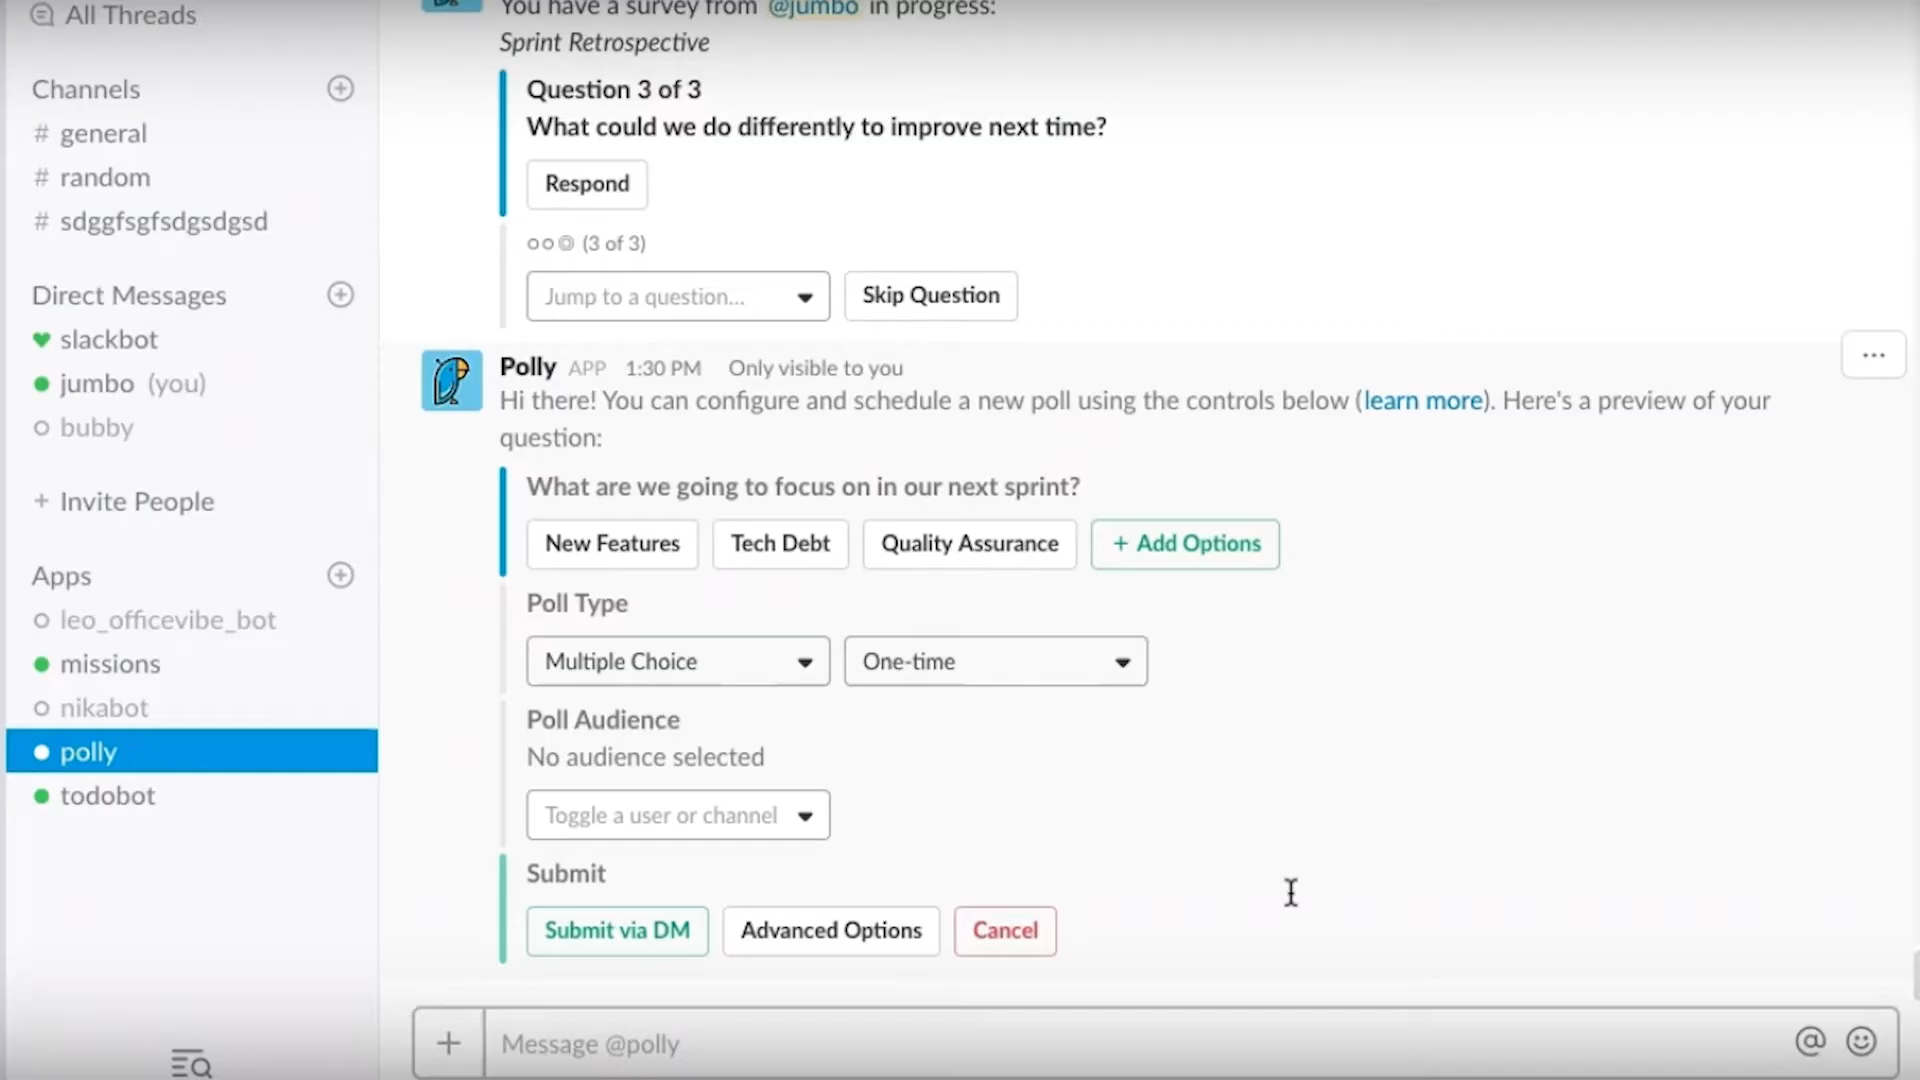 All Threads
Channels
# general
# random
# sdggfsgfsdgsdgsd
Direct Messages
slackbot
jumbo (you)
bubby
+ Invite People
Apps
leo_officevibe_bot
missions
nikabot
polly
todobot
You have a survey from @jumbo in progress:
Sprint Retrospective
Question 3 of 3
What could we do differently to improve next time?
Respond
(3 of 3)
Jump to a question... Skip Question
Polly APP 1:30 PM Only visible to you
Hi there! You can configure and schedule a new poll using the controls below (learn more). Here's a preview of your
question:
What are we going to focus on in our next sprint?
New Features Tech Debt Quality Assurance + Add Options
Poll Type
Multiple Choice One-time
Poll Audience
No audience selected
Toggle a user or channel
Submit
Submit via DM Advanced Options Cancel
Message @polly